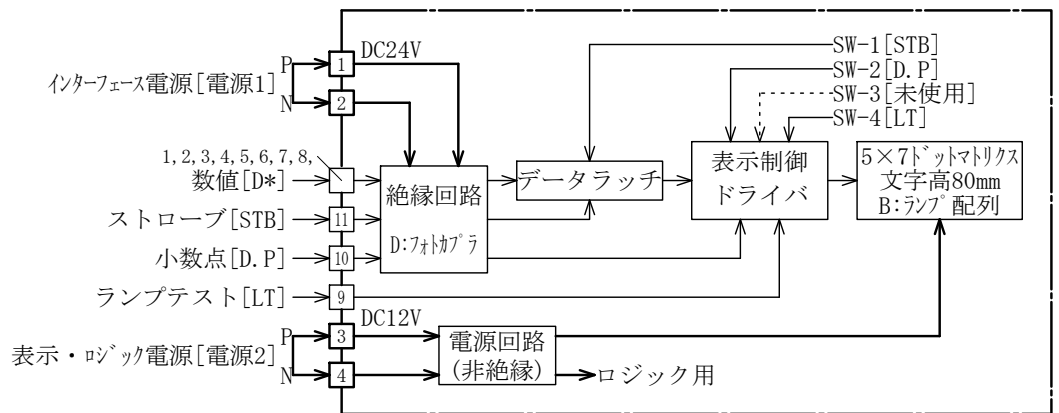 SW-1[STB]
SW-2[D.P]
SW-3[未使用]
SW-4[LT]
インターフェース電源[電源1]
P
N
1
2
DC24V
1,2,3,4,5,6,7,8,
数値[D*]
ストローブ[STB]
11
小数点[D.P]
10
ランプテスト[LT]
9
絶縁回路
D:フォトカプラ
データラッチ
表示制御
ドライバ
5×7ドットマトリクス
文字高80mm
B:ランプ配列
表示・ロジック電源[電源2]
P
N
3
4
DC12V
電源回路
(非絶縁)
ロジック用